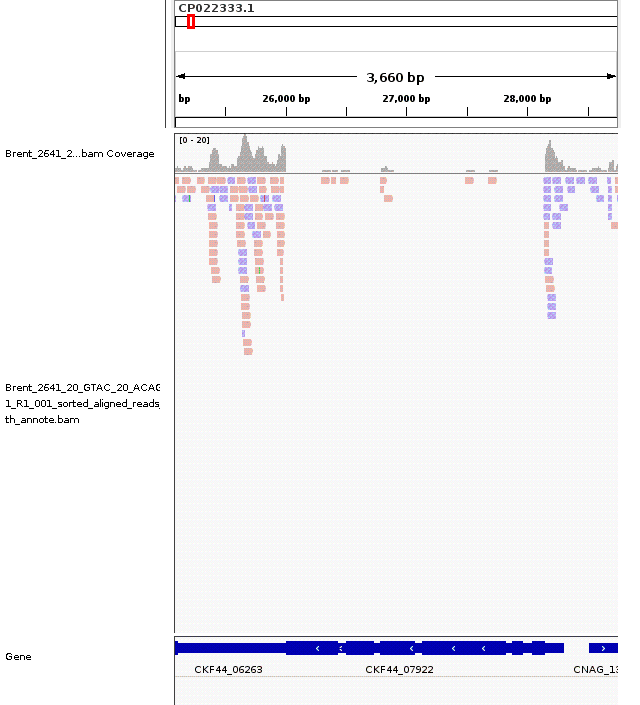 CP022333.1
3,660 bp
bp 26,000 bp 27,000 bp 28,000 bp
[0 - 20]
Brent_2641_2...bam Coverage
Brent_2641_20_GTAC_20_ACAG
1_R1_001_sorted_aligned_reads_
th_annote.bam
Gene
CKF44_06263 CKF44_07922 CNAG_13